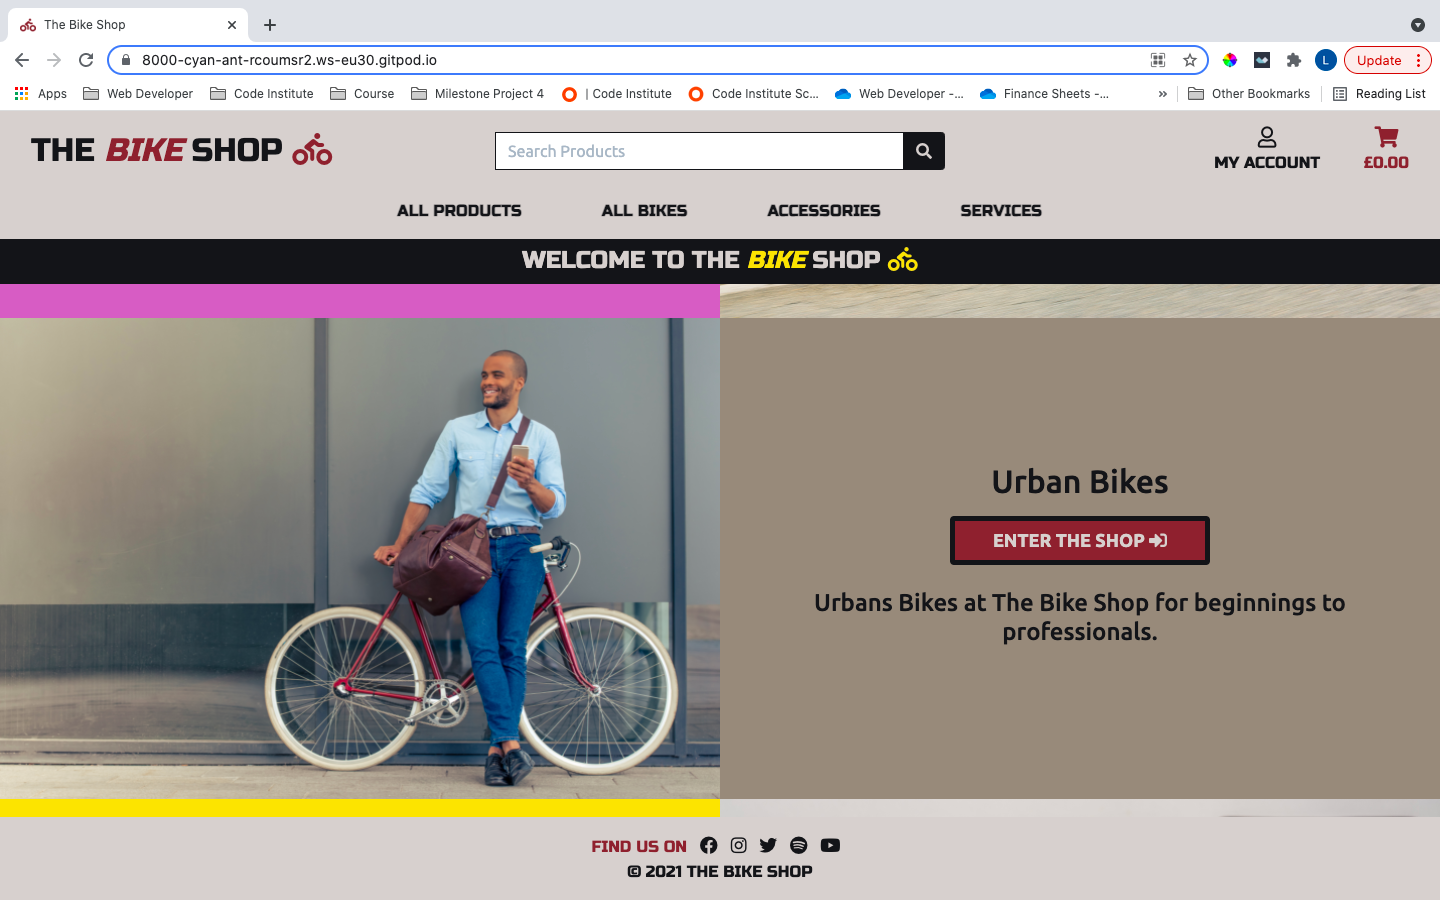 The Bike Shop
8000-cyan-ant-rcoumsr2.ws-eu30.gitpod.io
L
Update
Apps
Web Developer
Code Institute
Course
Milestone Project 4
| Code Institute
Code Institute Sc...
Web Developer -...
Finance Sheets -...
»
Other Bookmarks
Reading List
THE BIKE SHOP
Search Products
MY ACCOUNT
£0.00
ALL PRODUCTS
ALL BIKES
ACCESSORIES
SERVICES
WELCOME TO THE BIKE SHOP
Urban Bikes
ENTER THE SHOP
Urbans Bikes at The Bike Shop for beginnings to
professionals.
FIND US ON
© 2021 THE BIKE SHOP